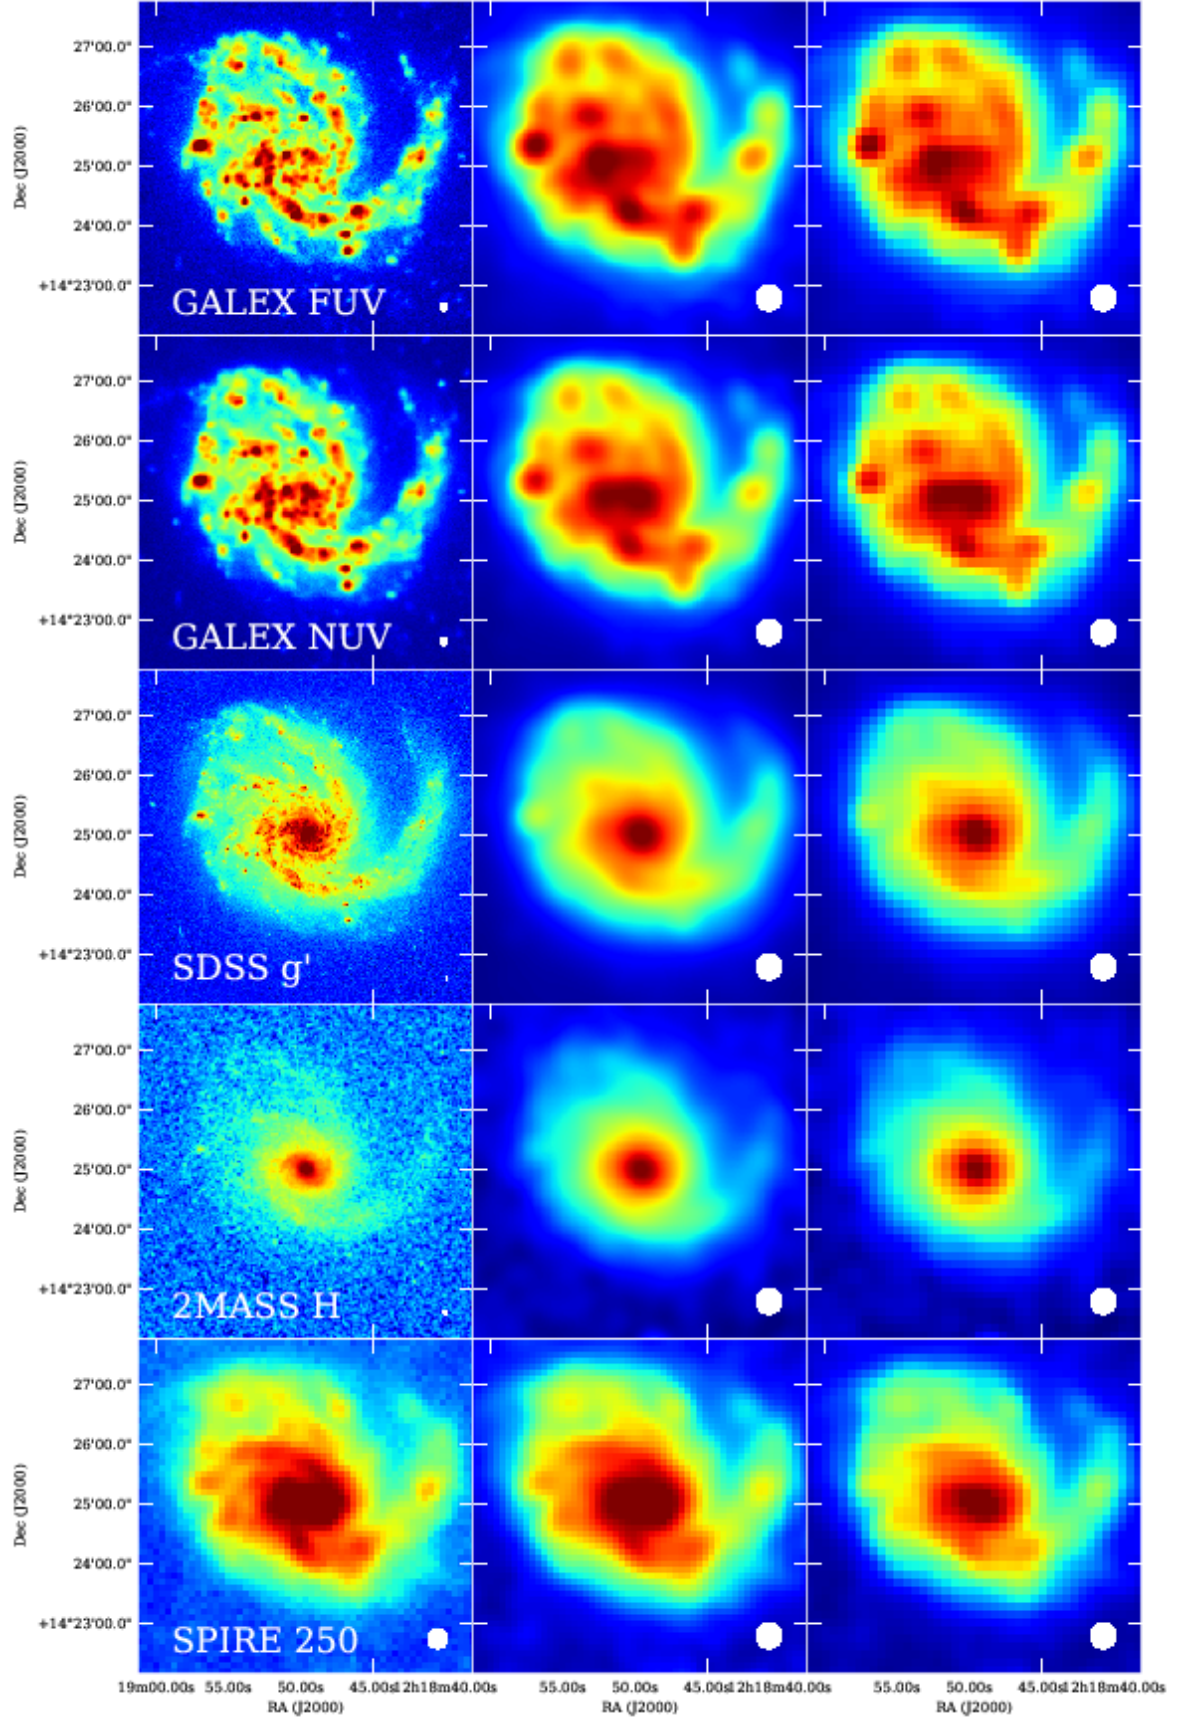 27'00.0"
26'00.0"
25'00.0"
24'00.0"
+14°23'00.0"
Dec (J2000)
GALEX FUV
27'00.0"
26'00.0"
25'00.0"
24'00.0"
+14°23'00.0"
Dec (J2000)
GALEX NUV
27'00.0"
26'00.0"
25'00.0"
24'00.0"
+14°23'00.0"
Dec (J2000)
SDSS g'
27'00.0"
26'00.0"
25'00.0"
24'00.0"
+14°23'00.0"
Dec (J2000)
2MASS H
27'00.0"
26'00.0"
25'00.0"
24'00.0"
+14°23'00.0"
Dec (J2000)
SPIRE 250
19m00.00s 55.00s 50.00s 45.00s12h18m40.00s 55.00s 50.00s 45.00s12h18m40.00s 55.00s 50.00s 45.00s12h18m40.00s
RA (J2000) RA (J2000) RA (J2000)